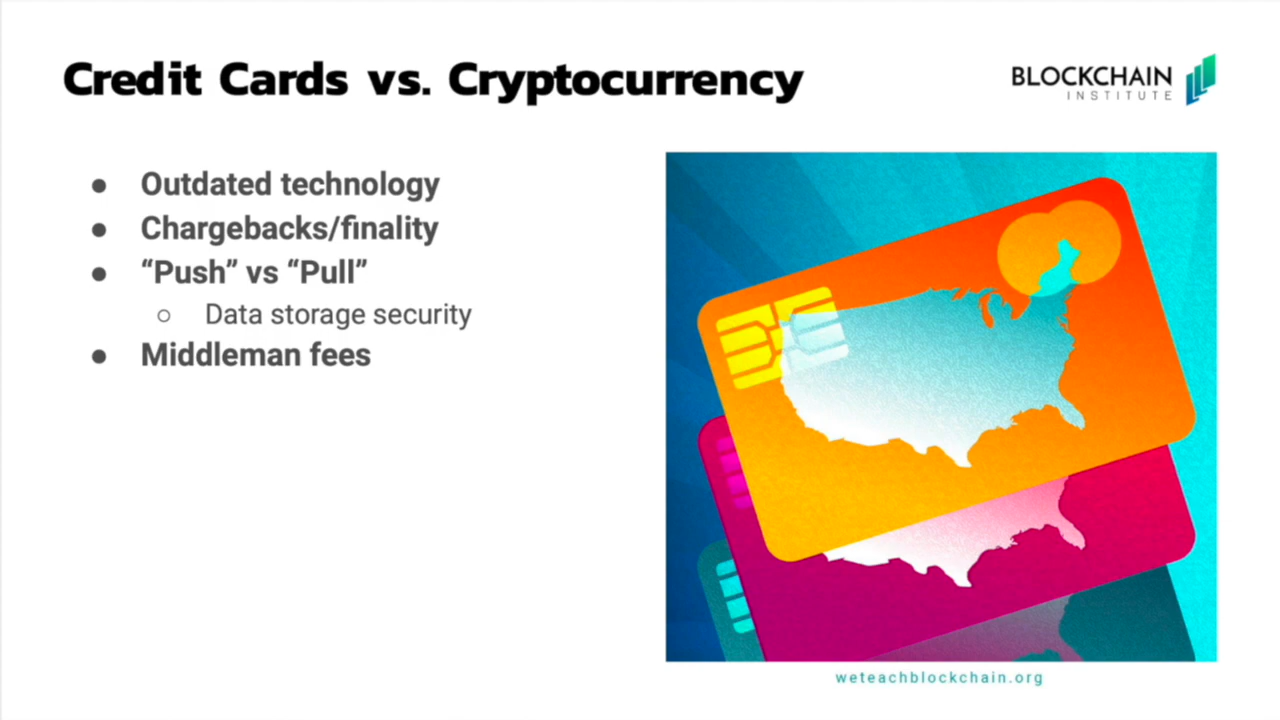 Credit Cards vs. Cryptocurrency
BLOCKCHAIN
INSTITUTE
● Outdated technology
● Chargebacks/finality
● “Push” vs “Pull”
○ Data storage security
● Middleman fees
weteachblockchain.org